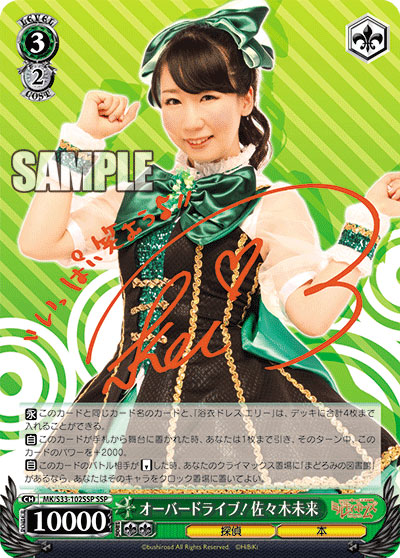 LEVEL
3
2
COST
SAMPLE
いっぱい笑おうよ!!
永 このカードと同じカード名のカードと、「浴衣ドレス エリー」は、デッキに合計4枚まで
入れることができる。
自 このカードが手札から舞台に置かれた時、あなたは1枚まで引き、そのターン中、この
カードのパワーを+2000。
自 このカードのバトル相手が した時、あなたのクライマックス置場に「まどろみの図書館」
があるなら、あなたはそのキャラをクロック置場に置いてよい。
CH MK/S33-102SSP SSP
©bushiroad All Rights Reserved. ©HiBiKi
POWER
10000
オーバードライブ! 佐々木未来
探偵
本